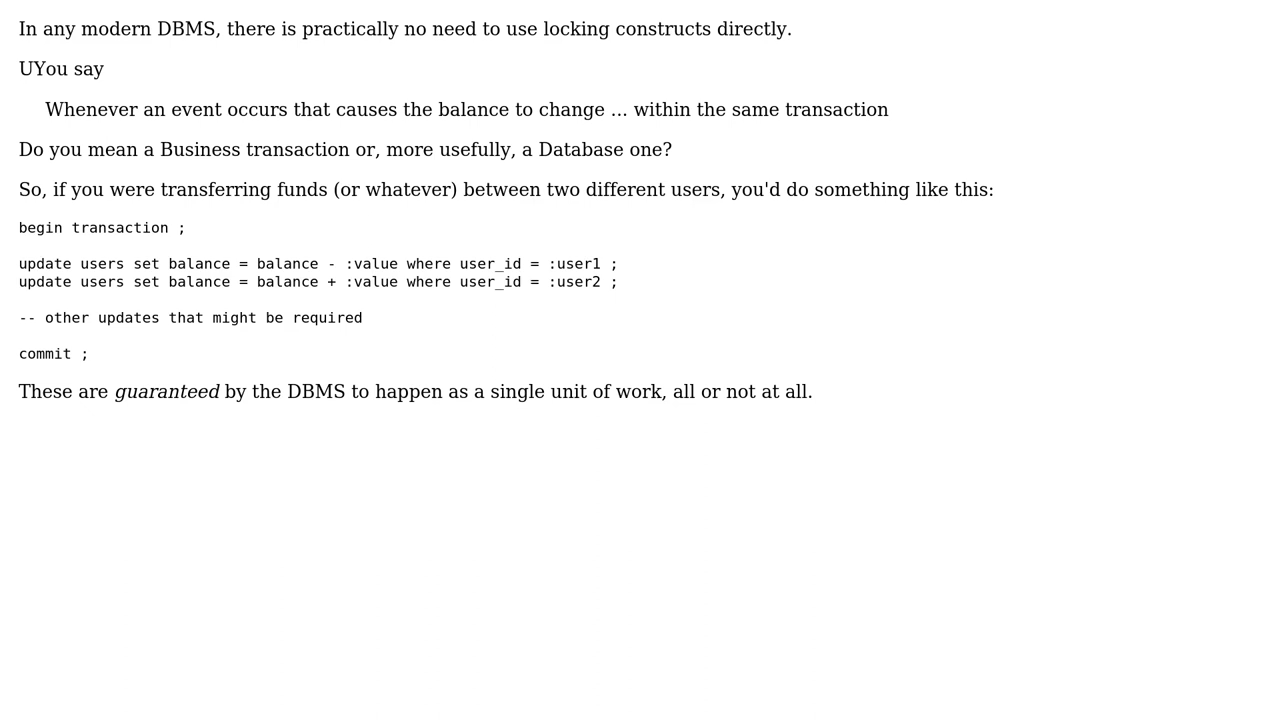 In any modern DBMS, there is practically no need to use locking constructs directly.
UYou say
Whenever an event occurs that causes the balance to change ... within the same transaction
Do you mean a Business transaction or, more usefully, a Database one?
So, if you were transferring funds (or whatever) between two different users, you'd do something like this:
begin transaction ;
update users set balance = balance - :value where user_id = :user1 ;
update users set balance = balance + :value where user_id = :user2 ;
-- other updates that might be required
commit ;
These are guaranteed by the DBMS to happen as a single unit of work, all or not at all.